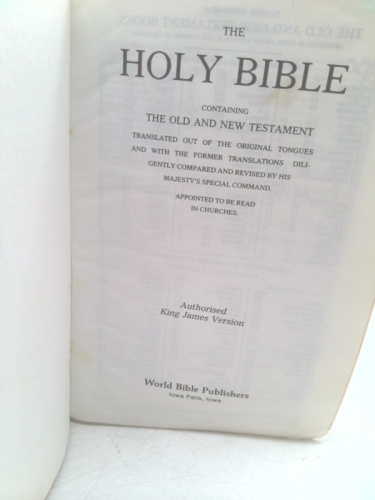 THE
HOLY BIBLE
CONTAINING
THE OLD AND NEW TESTAMENT
TRANSLATED OUT OF THE ORIGINAL TONGUES
AND WITH THE FORMER TRANSLATIONS DILI-
GENTLY COMPARED AND REVISED BY HIS
MAJESTY'S SPECIAL COMMAND.
APPOINTED TO BE READ
IN CHURCHES.
Authorised
King James Version
World Bible Publishers
Iowa Falls, Iowa